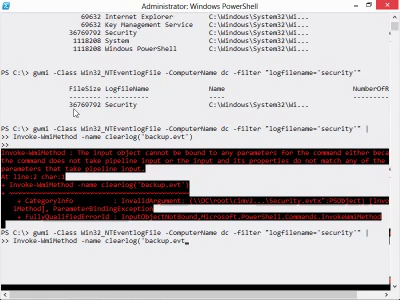 Administrator: Windows PowerShell
69632 Internet Explorer C:\Windows\System32\Wi...
69632 Key Management Service C:\Windows\System32\Wi...
36769792 Security C:\Windows\System32\Wi...
1118208 System C:\Windows\System32\Wi...
1118208 Windows PowerShell C:\Windows\System32\Wi...
PS C:\> gwmi -Class Win32_NTEventlogFile -ComputerName dc -filter "logfilename='security'"
FileSize LogfileName Name NumberOfR
-------- ----------- ---- ---------
36769792 Security C:\Windows\System32\Wi...
PS C:\> gwmi -Class Win32_NTEventlogFile -ComputerName dc -filter "logfilename='security'" |
>> Invoke-WmiMethod -name clearlog('backup.evt')
>>
Invoke-WmiMethod : The input object cannot be bound to any parameters for the command either beca
the command does not take pipeline input or the input and its properties do not match any of the
parameters that take pipeline input.
At line:2 char:1
+ Invoke-WmiMethod -name clearlog('backup.evt')
+ ~~~~~~~~~~~~~~~~~~~~~~~~~~~~~~~~~~~~~~~~~~~~~
+ CategoryInfo : InvalidArgument: (\\DC\root\cimv2...\Security.evtx":PSObject) [Invo
iMethod], ParameterBindingException
+ FullyQualifiedErrorId : InputObjectNotBound,Microsoft.PowerShell.Commands.InvokeWmiMethod
PS C:\> gwmi -Class Win32_NTEventlogFile -ComputerName dc -filter "logfilename='security'" |
>> Invoke-WmiMethod -name clearlog('backup.evt